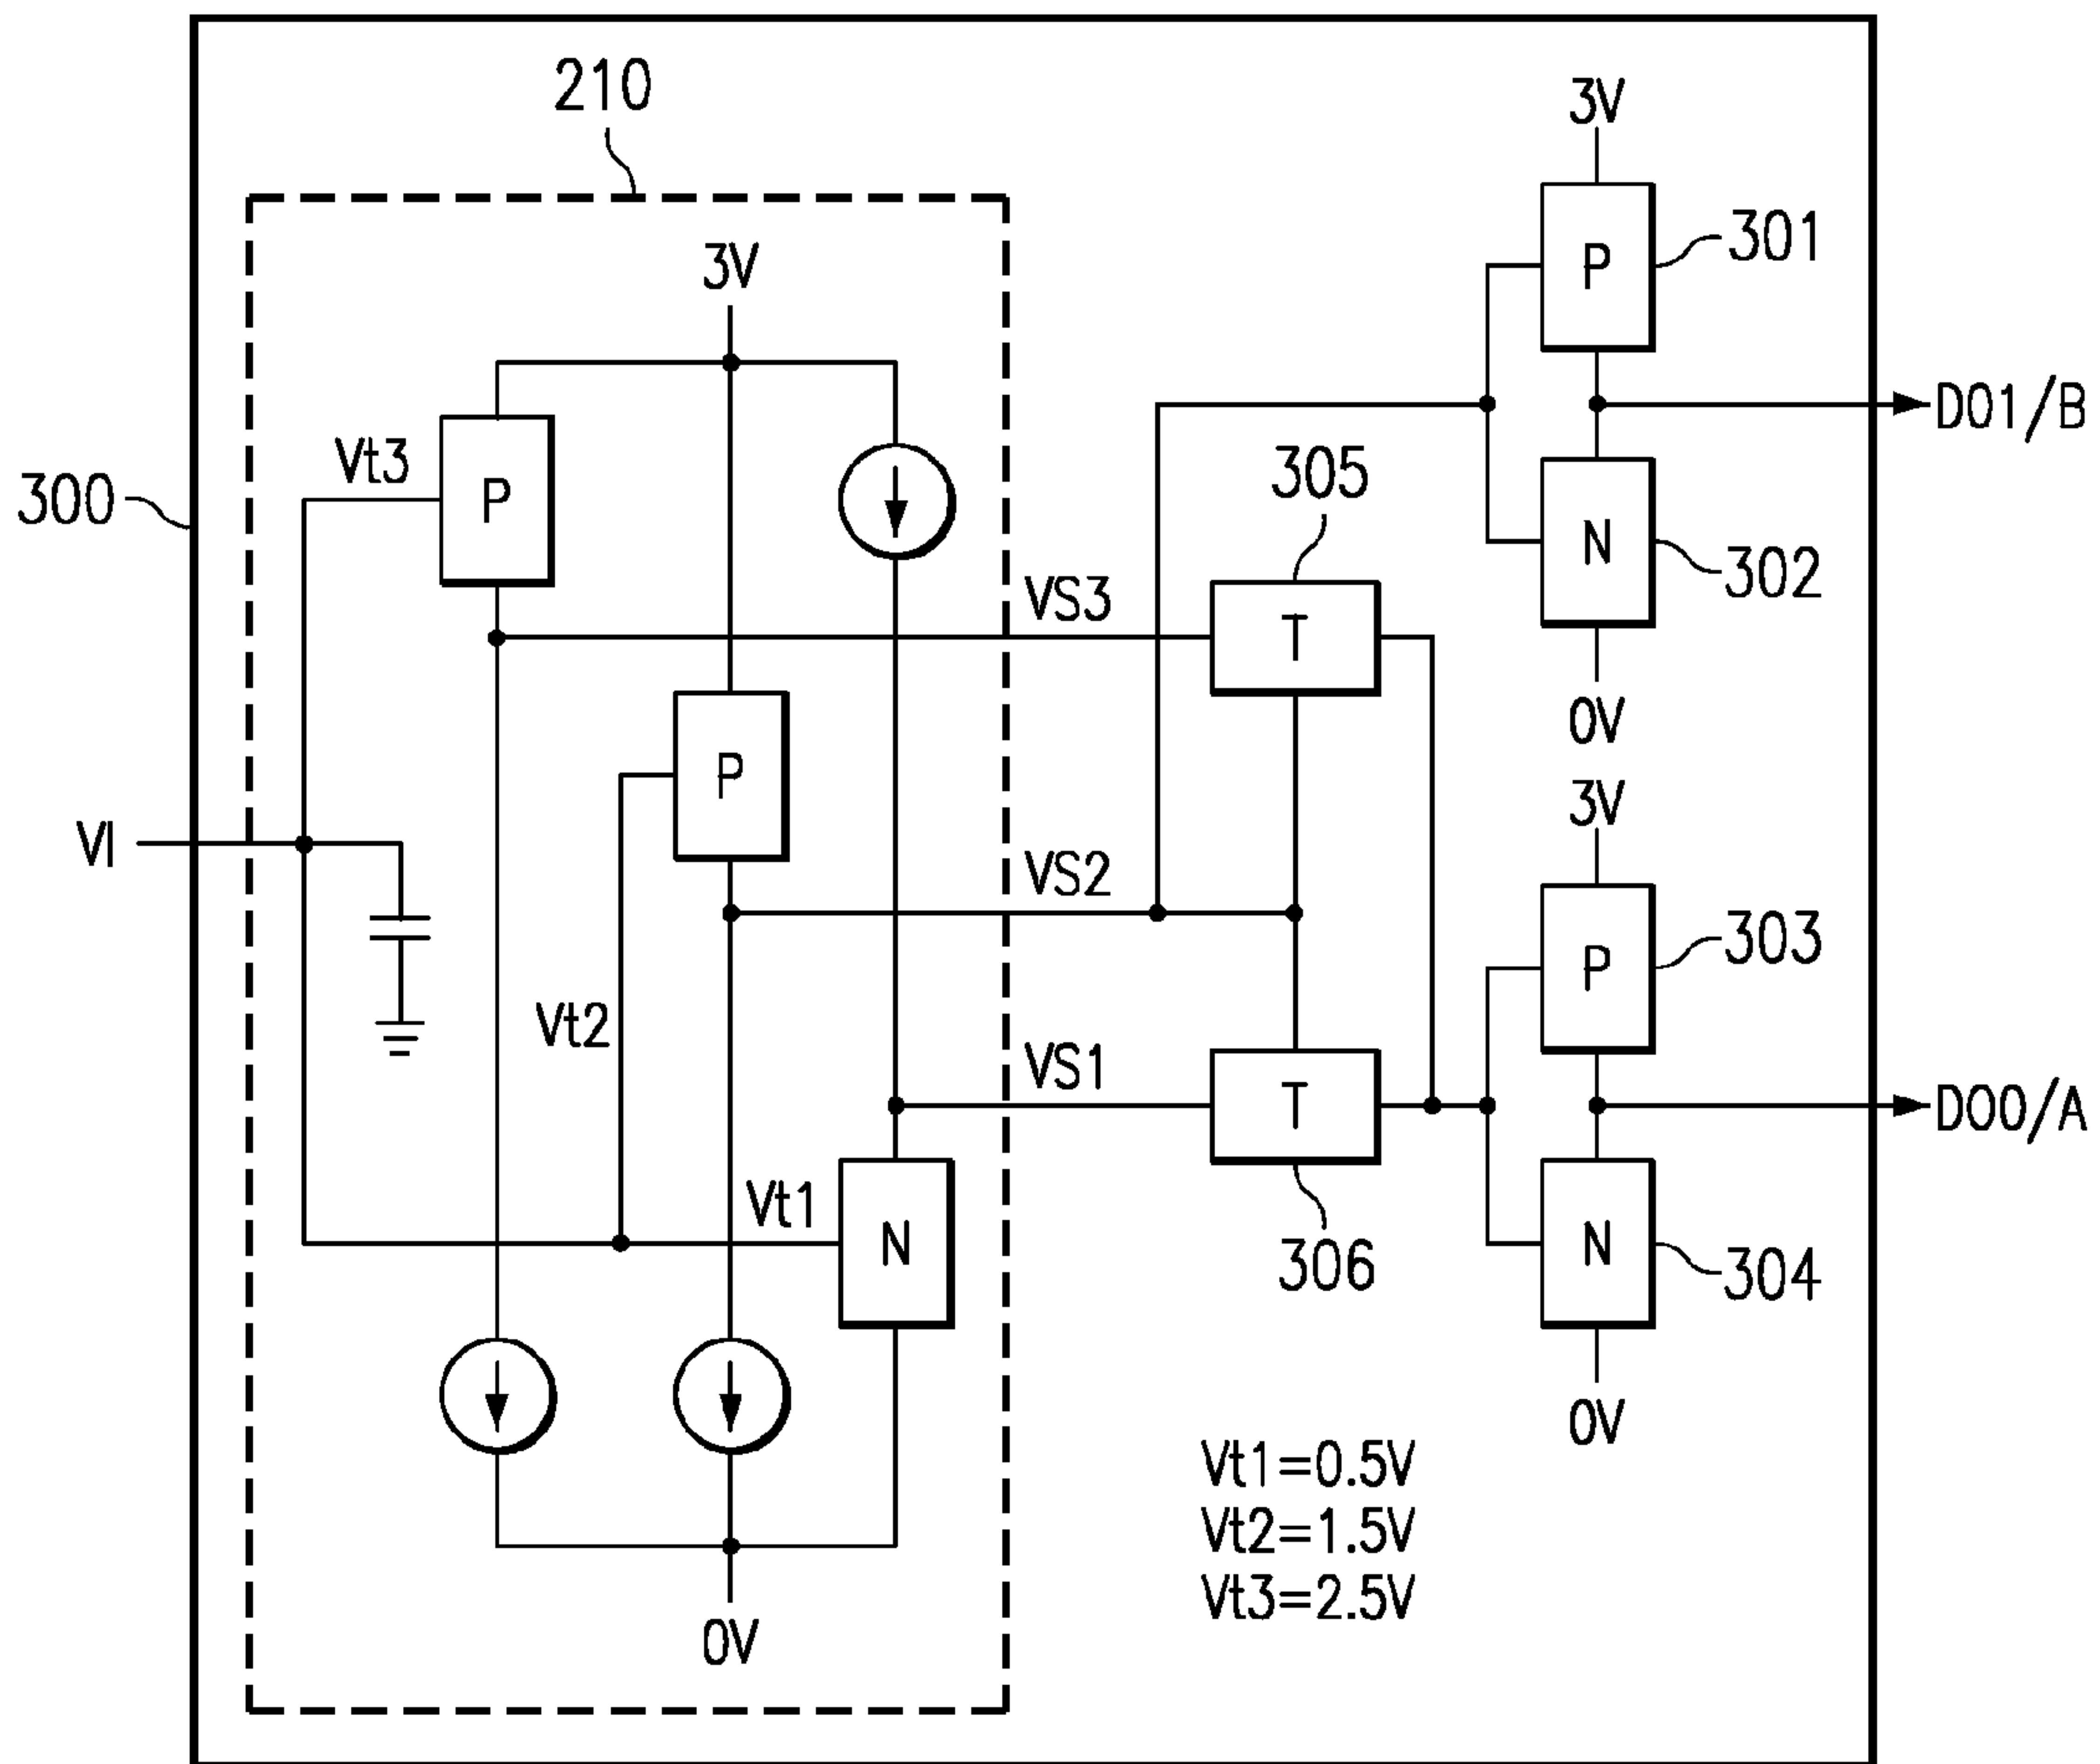 210
3V
3V
P
301
Vt3
P
D01/B
300
305
N
302
VS3
T
0V
P
3V
VI
VS2
P
303
Vt2
VS1
T
D00/A
Vt1
N
306
N
304
0V
Vt1=0.5V
Vt2=1.5V
Vt3=2.5V
0V